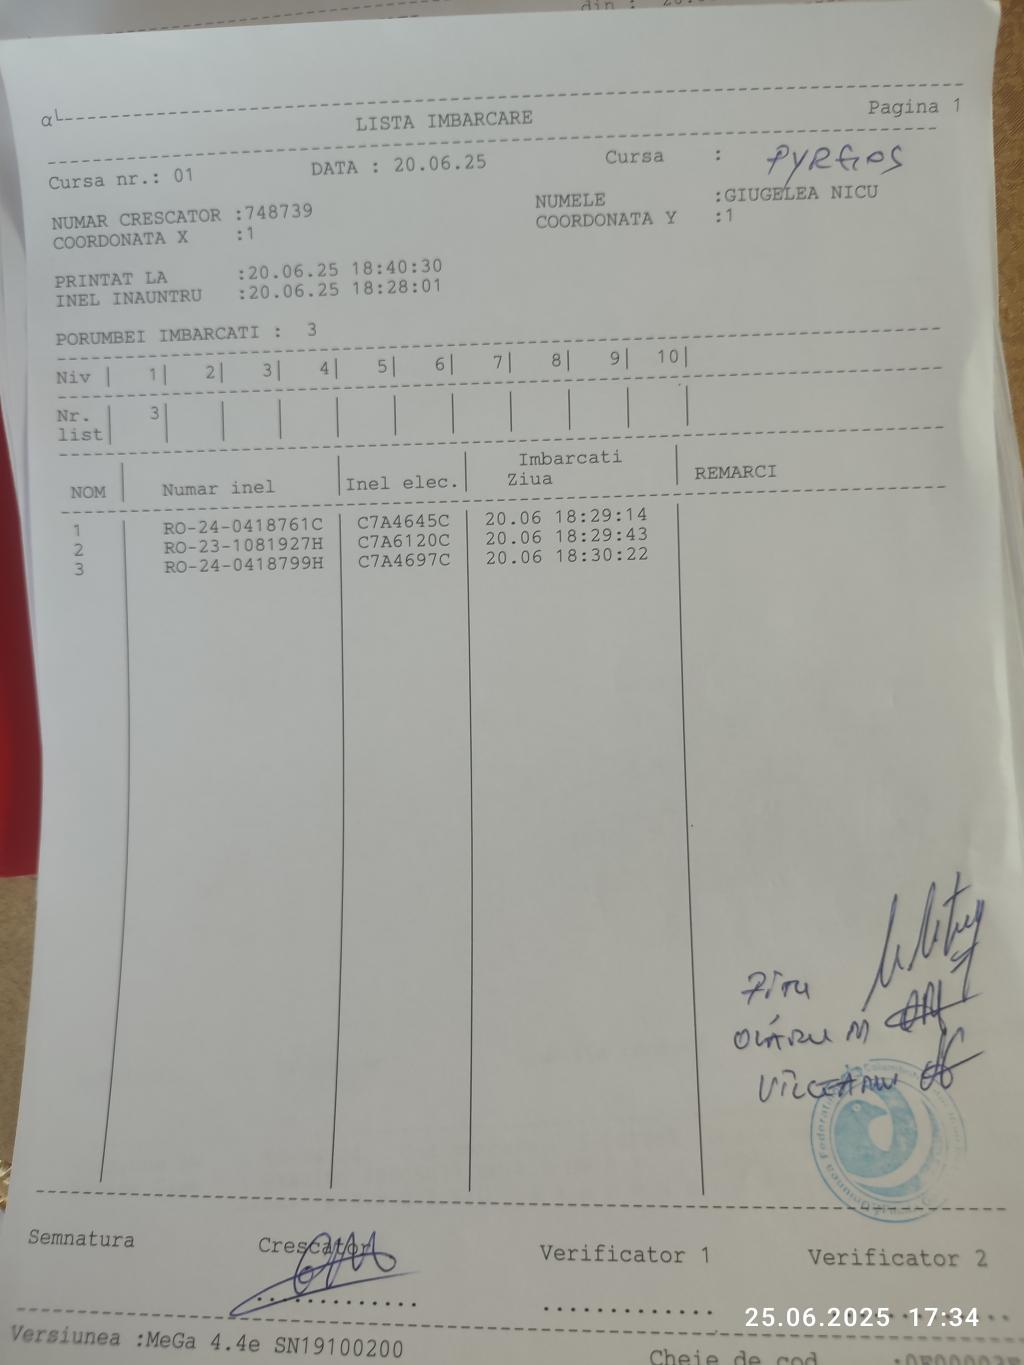 din :
Pagina 1
LISTA IMBARCARE
Cursa nr.: 01 DATA : 20.06.25 Cursa : PYRGOS
NUMAR CRESCATOR :748739 NUMELE :GIUGELEA NICU
COORDONATA X :1 COORDONATA Y :1
PRINTAT LA :20.06.25 18:40:30
INEL INAUNTRU :20.06.25 18:28:01
PORUMBEI IMBARCATI : 3
Niv | 1| 2| 3| 4| 5| 6| 7| 8| 9| 10|
Nr. 3
list
Imbarcati
NOM Numar inel Inel elec. Ziua REMARCI
1 RO-24-0418761C C7A4645C 20.06 18:29:14
2 RO-23-1081927H C7A6120C 20.06 18:29:43
3 RO-24-0418799H C7A4697C 20.06 18:30:22
OLARU M
VÎLCEANU
Semnatura Crescator Verificator 1 Verificator 2
25.06.2025 17:34
Versiunea :MeGa 4.4e SN19100200
Cheie de cod